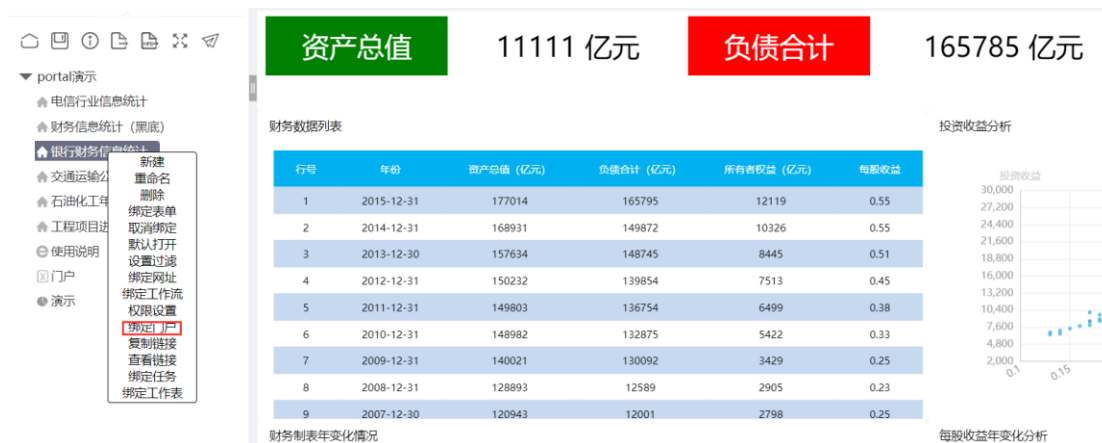 资产总值 11111 亿元 负债合计 165785 亿元
portal演示
电信行业信息统计
财务信息统计（黑底）
银行财务信息统计
交通运输公
石油化工年
工程项目进
使用说明
门户
演示
新建
重命名
删除
绑定表单
取消绑定
默认打开
设置过滤
绑定网址
绑定工作流
权限设置
绑定门户
复制链接
查看链接
绑定任务
绑定工作表
财务数据列表
行号 年份 资产总值（亿元） 负债合计（亿元） 所有者权益（亿元） 每股收益
1 2015-12-31 177014 165795 12119 0.55
2 2014-12-31 168931 149872 10326 0.55
3 2013-12-30 157634 148745 8445 0.51
4 2012-12-31 150232 139854 7513 0.45
5 2011-12-31 149803 136754 6499 0.38
6 2010-12-31 148982 132875 5422 0.33
7 2009-12-31 140021 130092 3429 0.25
8 2008-12-31 128893 12589 2905 0.23
9 2007-12-30 120943 12001 2798 0.25
财务制表年变化情况
投资收益分析
投资收益
30,000
27,200
24,400
21,600
18,800
16,000
13,200
10,400
7,600
4,800
2,000
0.1 0.15
每股收益年变化分析